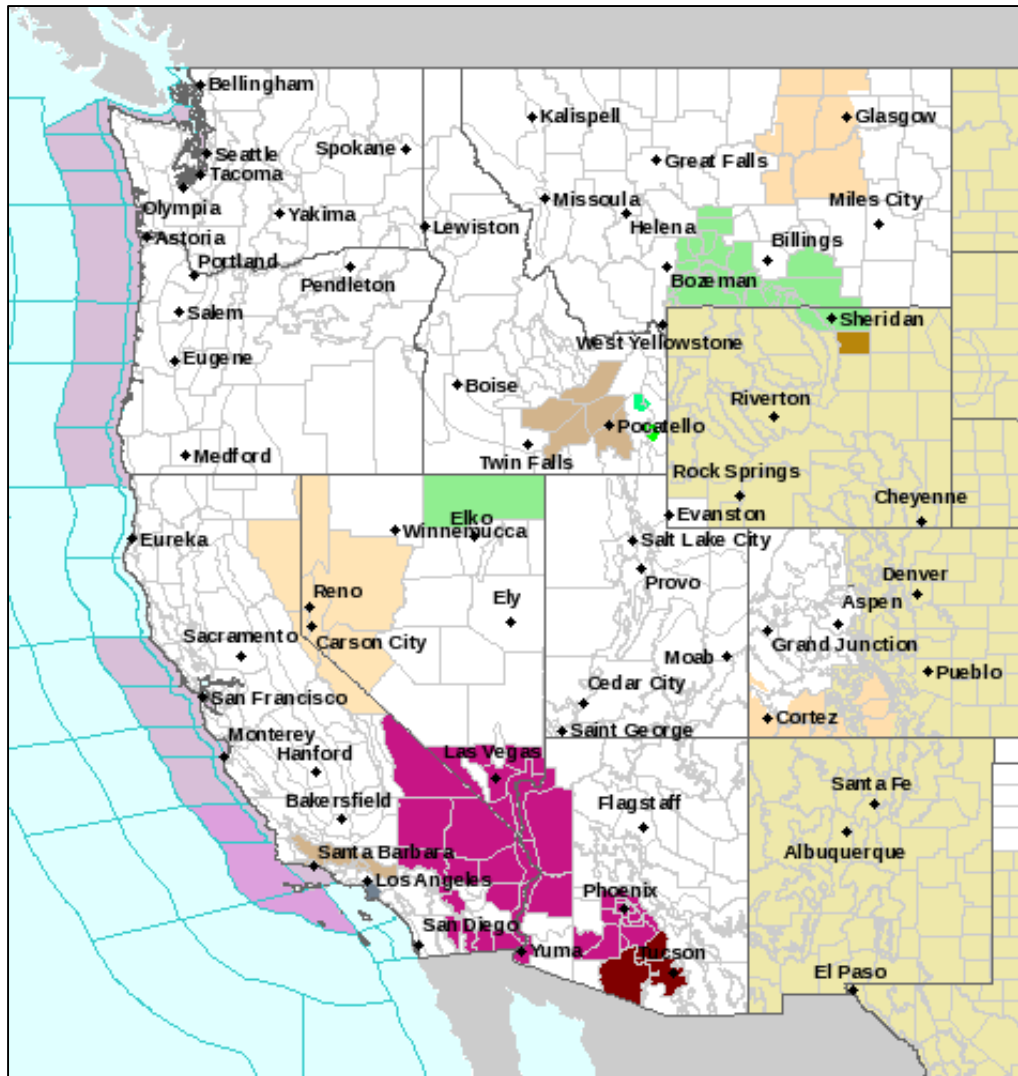 Bellingham
Kalispell
Glasgow
Seattle
Spokane
Great Falls
Tacoma
Olympia
Yakima
Missoula
Miles City
Lewiston
Helena
Astoria
Billings
Portland
Pendleton
Bozeman
Salem
Sheridan
West Yellowstone
Eugene
Boise
Riverton
Pocatello
Medford
Twin Falls
Rock Springs
Cheyenne
Elko
Evanston
Winnemucca
Eureka
Salt Lake City
Provo
Denver
Reno
Ely
Aspen
Sacramento
Carson City
Grand Junction
Moab
Pueblo
San Francisco
Cedar City
Cortez
Monterey
Saint George
Hanford
Las Vegas
Santa Fe
Bakersfield
Flagstaff
Albuquerque
Santa Barbara
Los Angeles
Phoenix
San Diego
Yuma
Tucson
El Paso